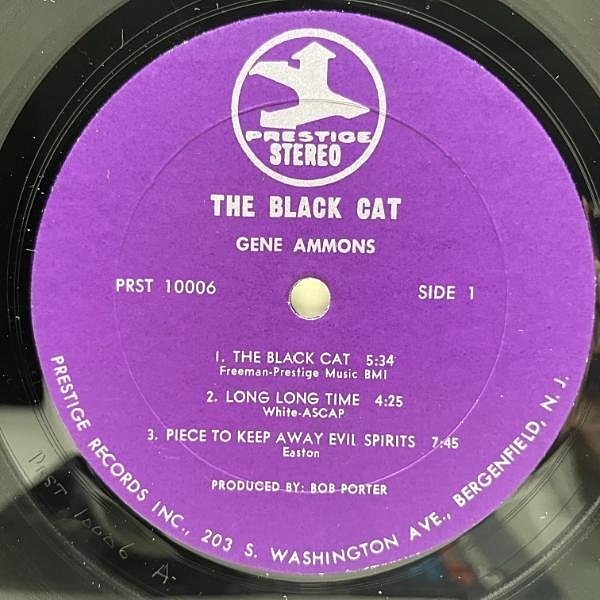 PRESTIGE
STEREO
THE BLACK CAT
GENE AMMONS
PRST 10006
SIDE 1
1. THE BLACK CAT 5:34
Freeman-Prestige Music BMI
2. LONG LONG TIME 4:25
White-ASCAP
3. PIECE TO KEEP AWAY EVIL SPIRITS 7:45
Easton
PRODUCED BY: BOB PORTER
PRESTIGE RECORDS INC., 203 S. WASHINGTON AVE., BERGENFIELD, N. J.
PRST 10006 A-